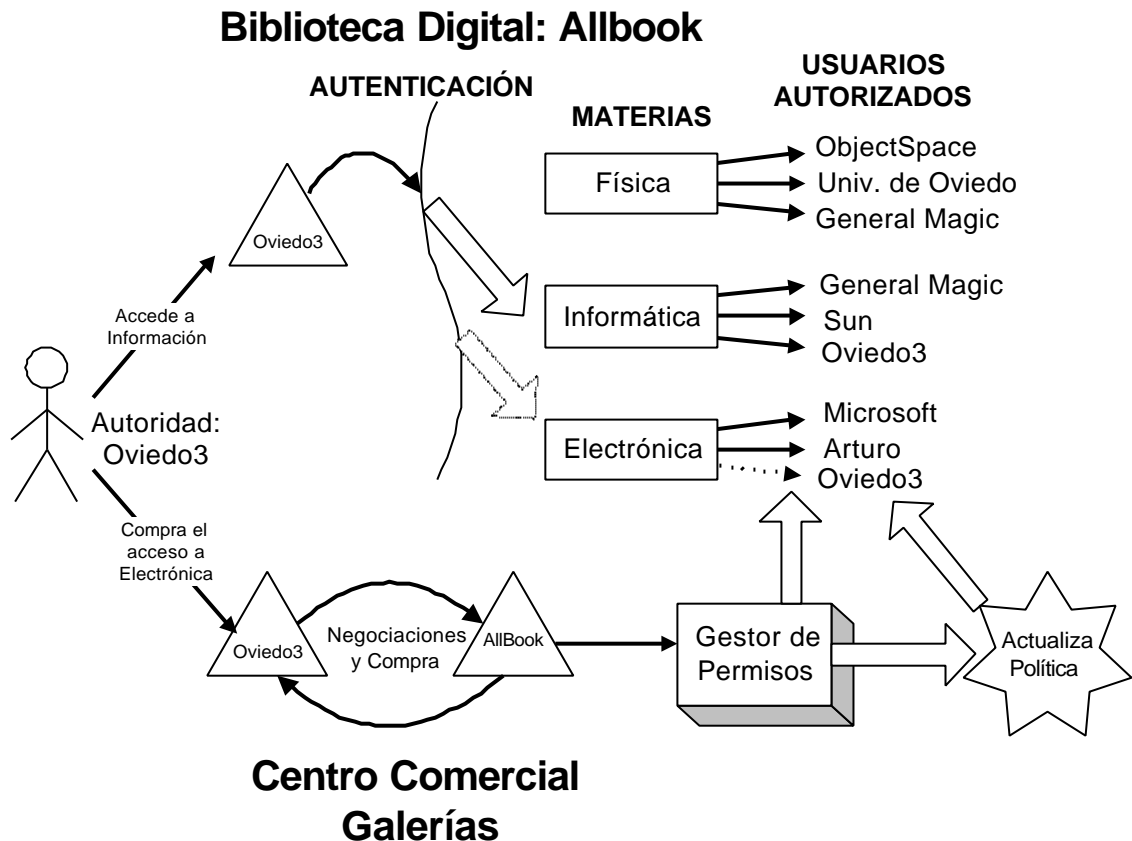 Biblioteca Digital: Allbook
AUTENTICACIÓN
MATERIAS
USUARIOS
AUTORIZADOS
Física
ObjectSpace
Univ. de Oviedo
General Magic
Oviedo3
Accede a
Información
Informática
General Magic
Sun
Oviedo3
Autoridad:
Oviedo3
Electrónica
Microsoft
Arturo
Oviedo3
Compra el
acceso a
Electrónica
Oviedo3
Negociaciones
y Compra
AllBook
Gestor de
Permisos
Actualiza
Política
Centro Comercial
Galerías